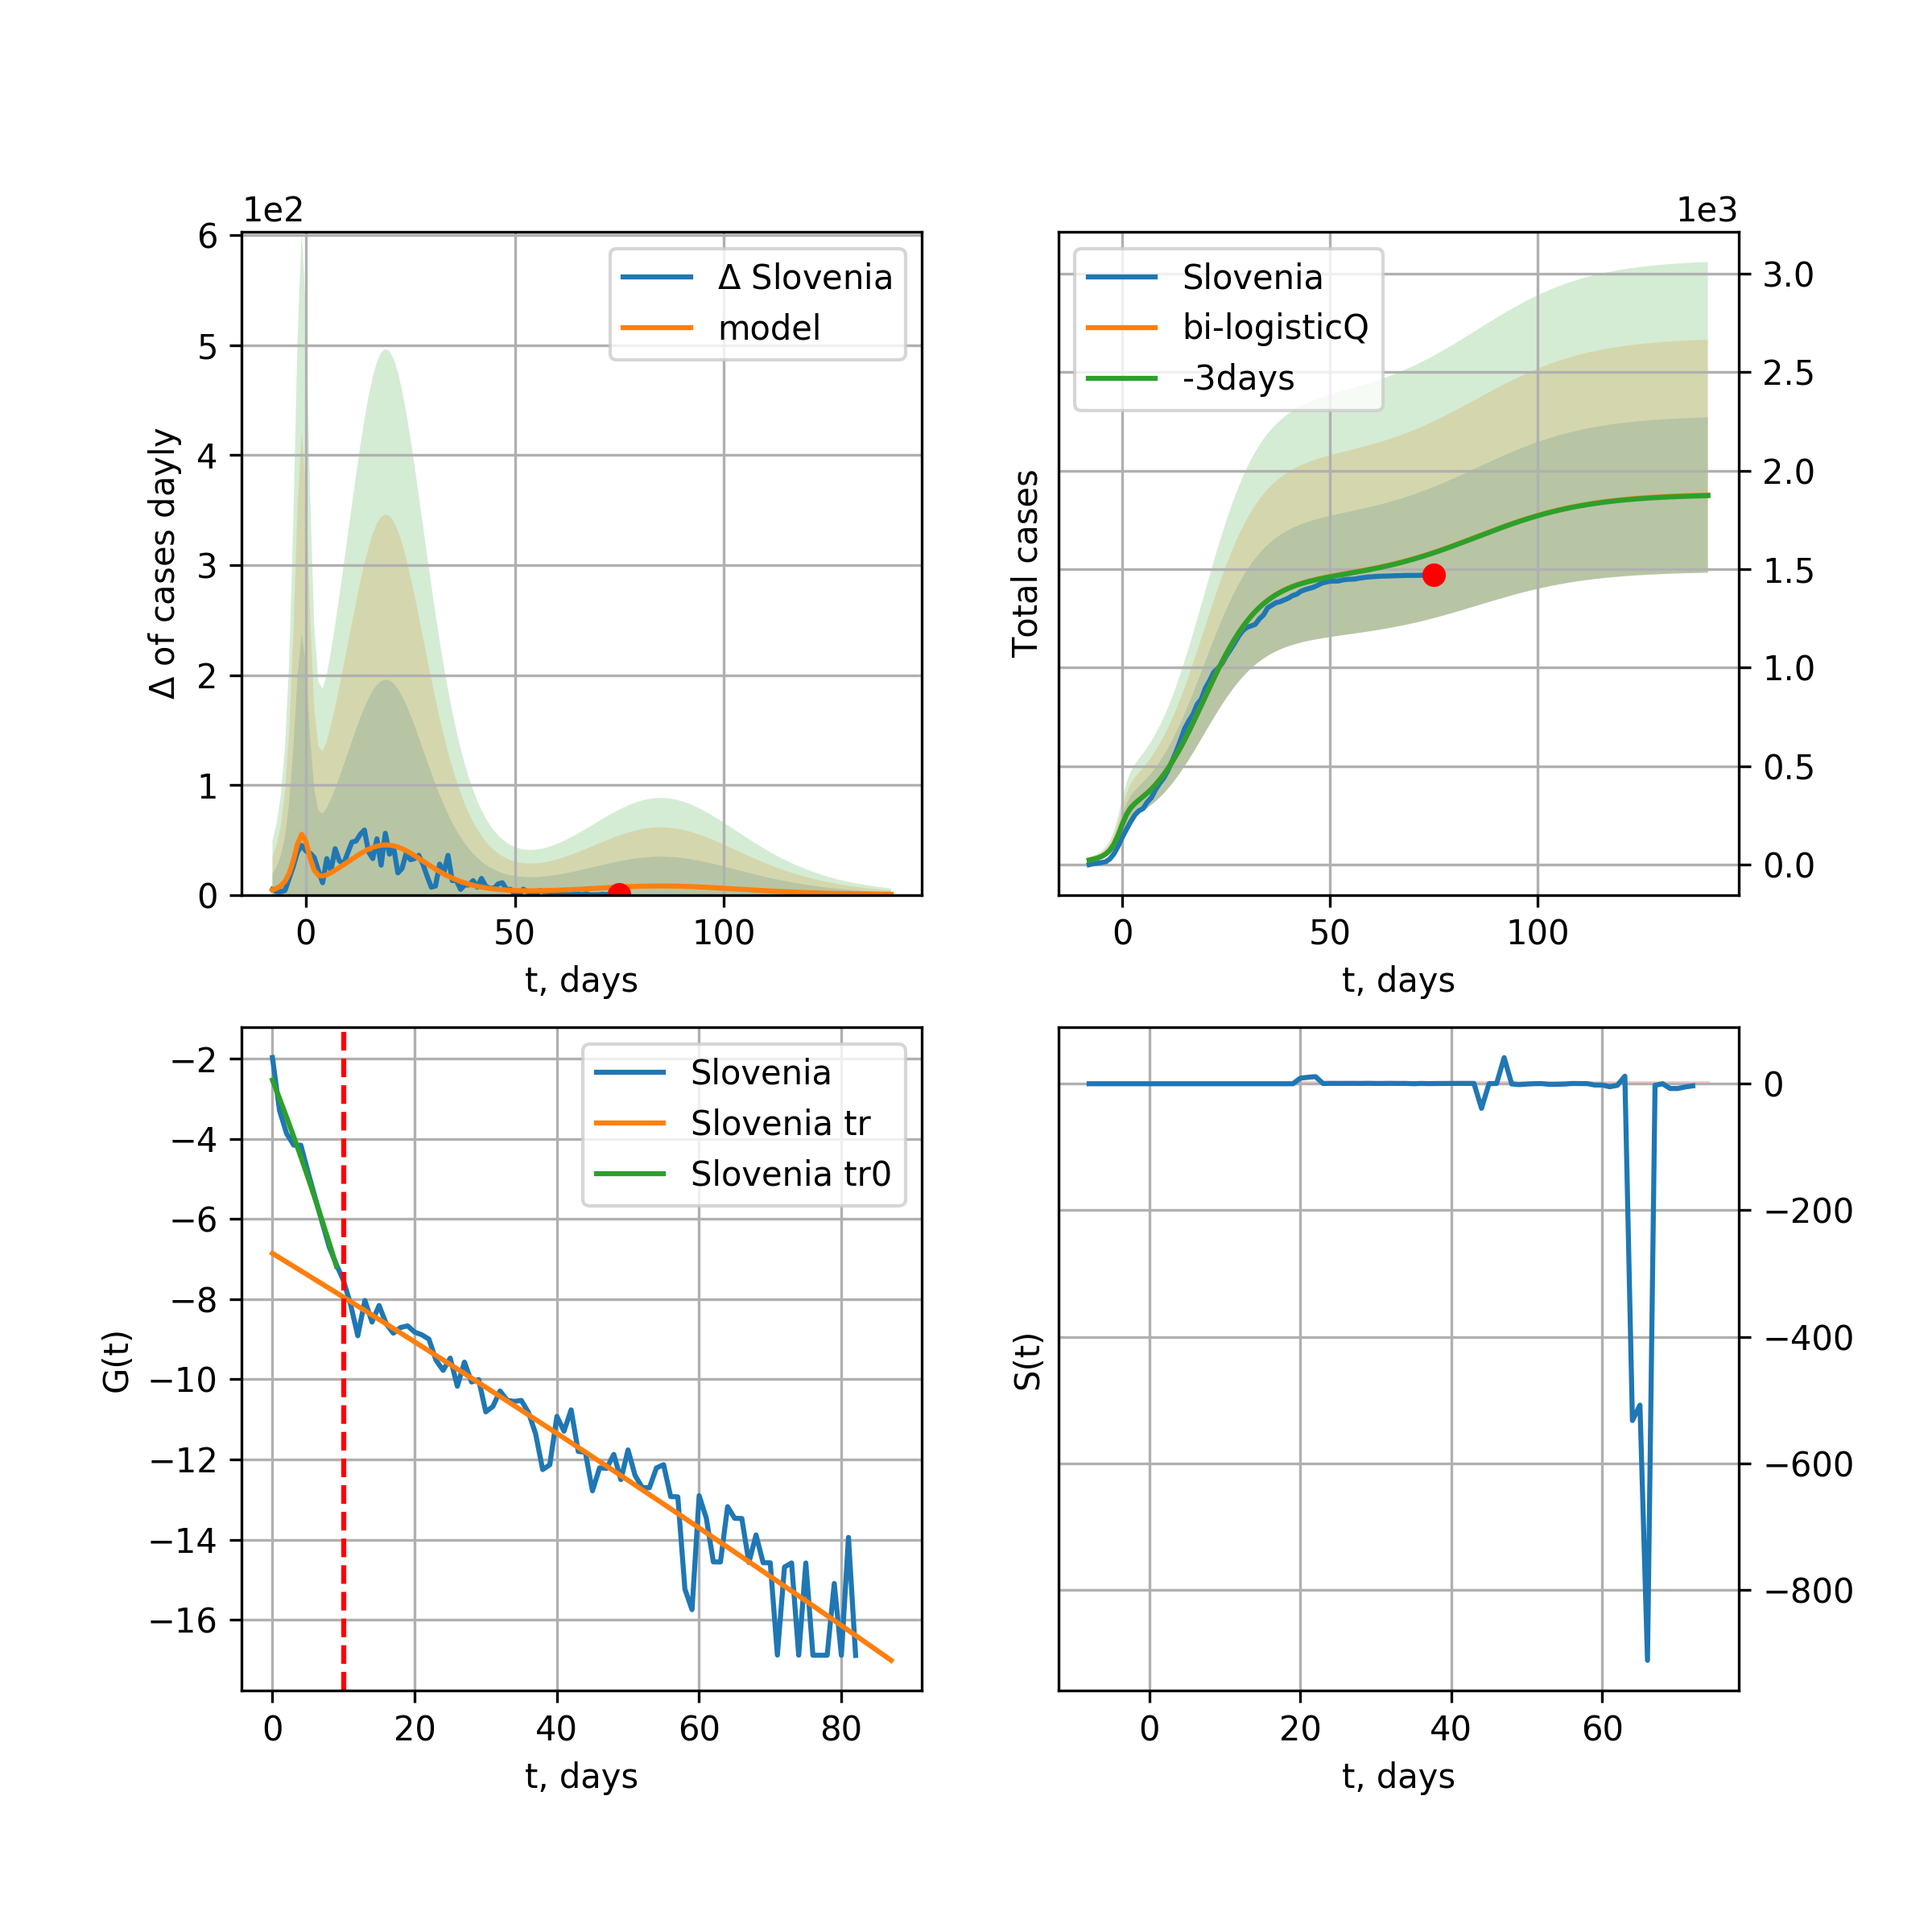 1e2
6
5
4
3
2
1
0
Δ of cases dayly
Δ Slovenia
model
0 50 100
t, days
1e3
Total cases
Slovenia
bi-logisticQ
-3days
3.0
2.5
2.0
1.5
1.0
0.5
0.0
0 50 100
t, days
−2
−4
−6
−8
−10
−12
−14
−16
G(t)
Slovenia
Slovenia tr
Slovenia tr0
0 20 40 60 80
t, days
S(t)
0
−200
−400
−600
−800
0 20 40 60
t, days